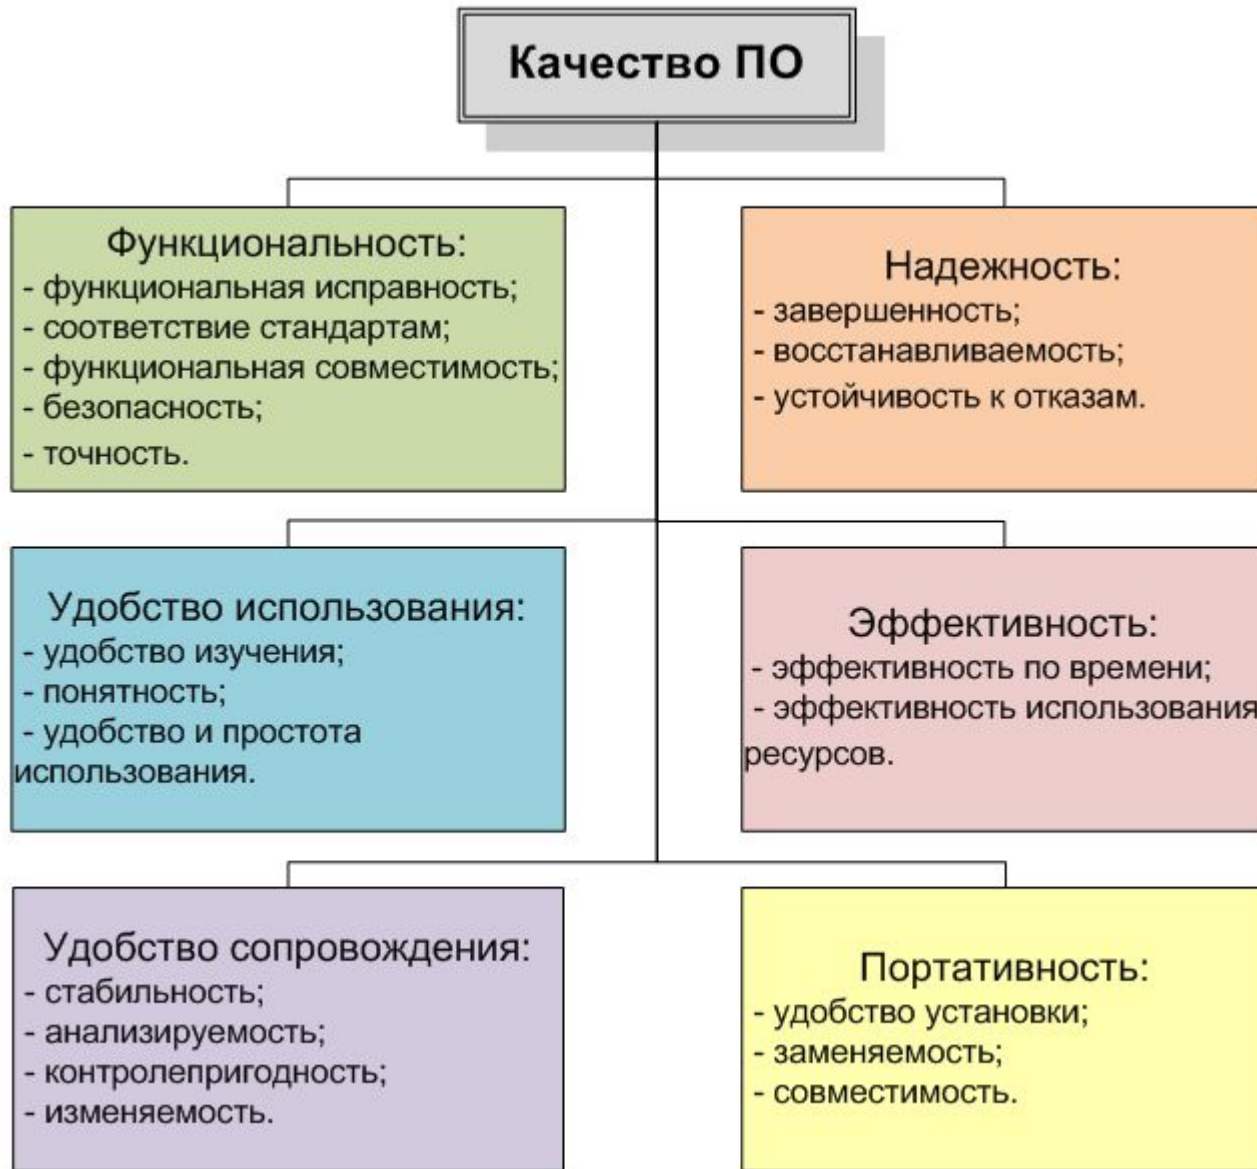 Качество ПО
Функциональность:
- функциональная исправность;
- соответствие стандартам;
- функциональная совместимость;
- безопасность;
- точность.
Надежность:
- завершенность;
- восстанавливаемость;
- устойчивость к отказам.
Удобство использования:
- удобство изучения;
- понятность;
- удобство и простота
использования.
Эффективность:
- эффективность по времени;
- эффективность использования
ресурсов.
Удобство сопровождения:
- стабильность;
- анализируемость;
- контролепригодность;
- изменяемость.
Портативность:
- удобство установки;
- заменяемость;
- совместимость.